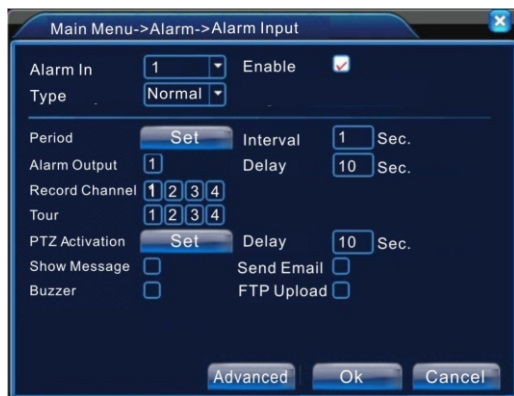 Main Menu->Alarm->Alarm Input
Alarm In 1 Enable
Type Normal
Period Set Interval 1 Sec.
Alarm Output 1 Delay 10 Sec.
Record Channel 1 2 3 4
Tour 1 2 3 4
PTZ Activation Set Delay 10 Sec.
Show Message Send Email
Buzzer FTP Upload
Advanced Ok Cancel